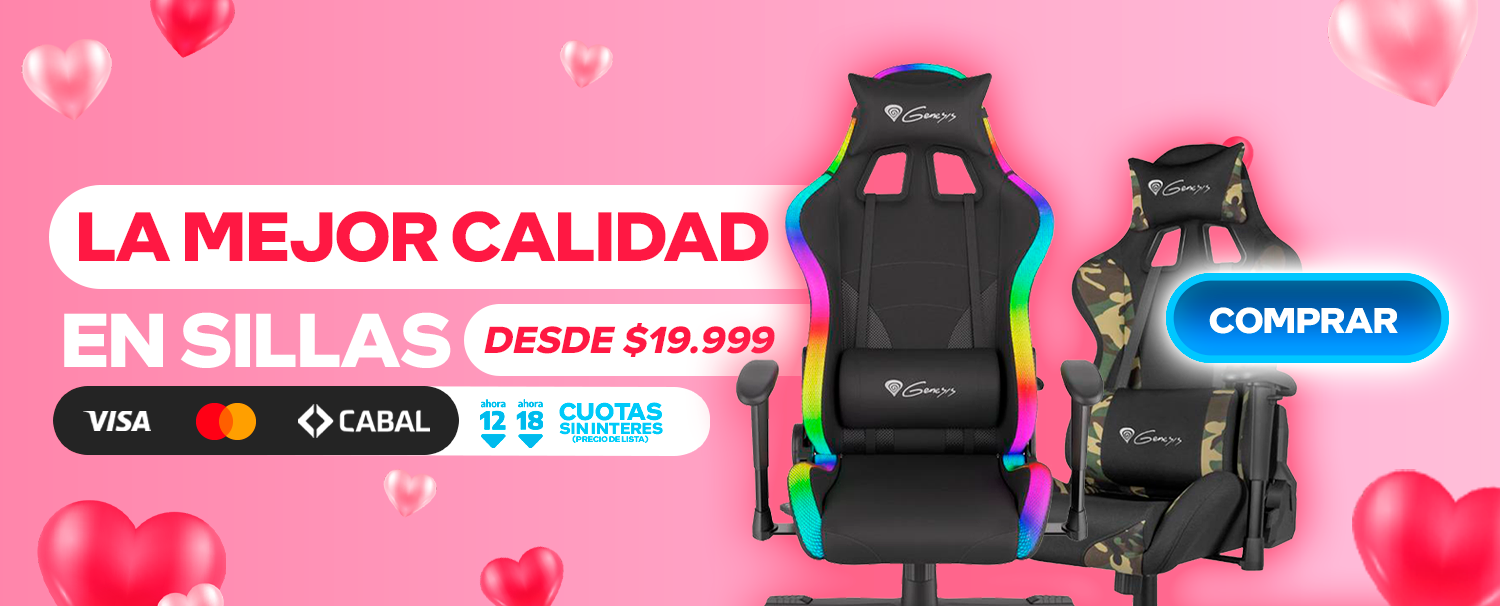 Genesis
Genesis
LA MEJOR CALIDAD
COMPRAR
EN SILLAS
DESDE $19.999
Genesis
VISA
CABAL
ahora
12
ahora
18
CUOTAS
SIN INTERES
(PRECIO DE LISTA)
Genesis